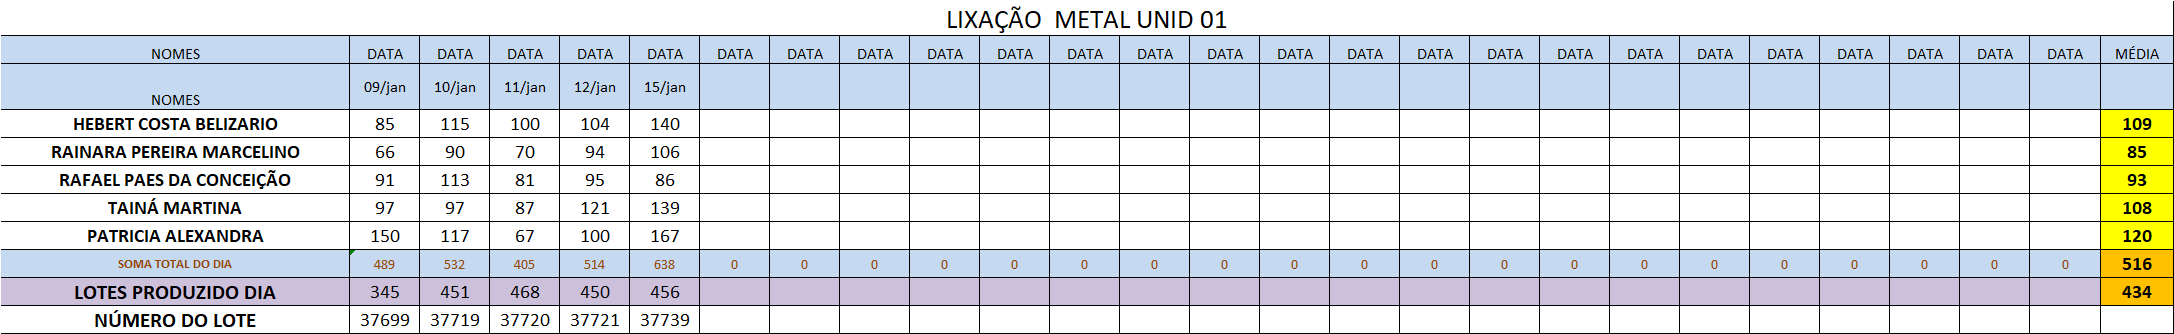 LIXAÇÃO  METAL UNID 01
NOMES DATA DATA DATA DATA DATA DATA DATA DATA DATA DATA DATA DATA DATA DATA DATA DATA DATA DATA DATA DATA DATA DATA DATA DATA DATA MÉDIA
NOMES 09/jan 10/jan 11/jan 12/jan 15/jan
HEBERT COSTA BELIZARIO 85 115 100 104 140 109
RAINARA PEREIRA MARCELINO 66 90 70 94 106 85
RAFAEL PAES DA CONCEIÇÃO 91 113 81 95 86 93
TAINÁ MARTINA 97 97 87 121 139 108
PATRICIA ALEXANDRA 150 117 67 100 167 120
SOMA TOTAL DO DIA 489 532 405 514 638 0 0 0 0 0 0 0 0 0 0 0 0 0 0 0 0 0 0 0 0 516
LOTES PRODUZIDO DIA 345 451 468 450 456 434
NÚMERO DO LOTE 37699 37719 37720 37721 37739